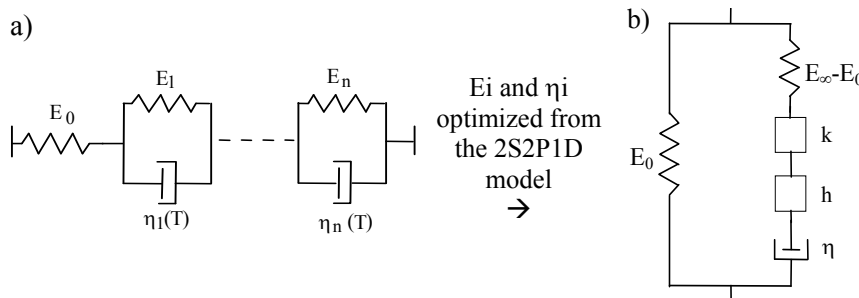 a)
E0
E1
En
η1(T)
ηn (T)
Ei and ηi
optimized from
the 2S2P1D
model
→
b)
E∞-E0
k
E0
h
η